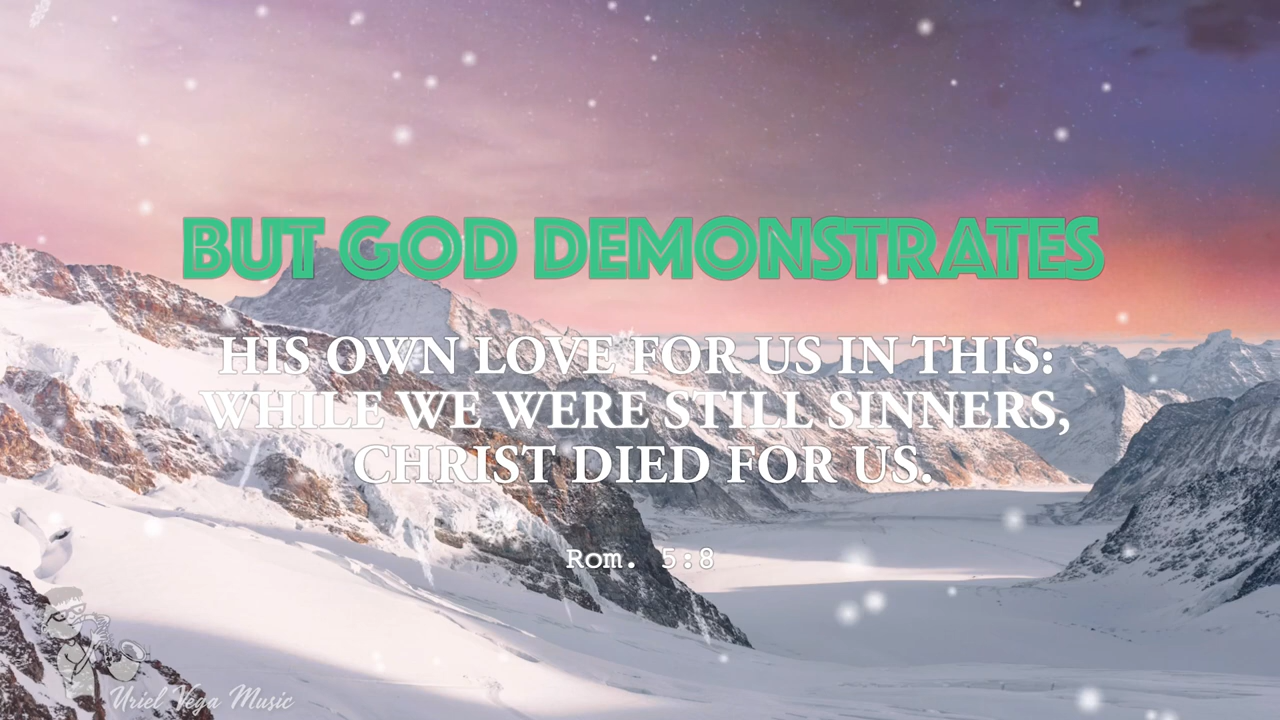 BUT GOD DEMONSTRATES
HIS OWN LOVE FOR US IN THIS:
WHILE WE WERE STILL SINNERS,
CHRIST DIED FOR US.
Rom. 5:8
Uriel Vega Music